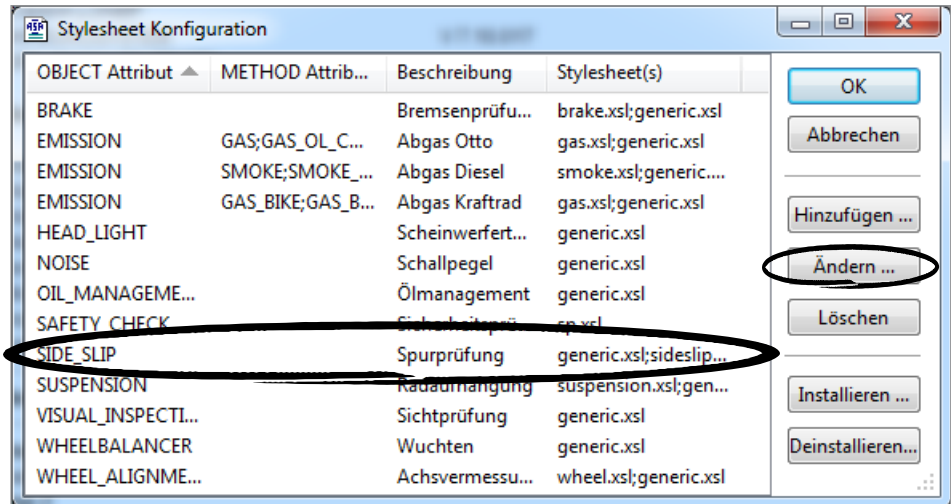 Stylesheet Konfiguration
OBJECT Attribut METHOD Attrib... Beschreibung Stylesheet(s)
BRAKE Bremsenprüfu... brake.xsl;generic.xsl
EMISSION GAS;GAS_OL_C... Abgas Otto gas.xsl;generic.xsl
EMISSION SMOKE;SMOKE_... Abgas Diesel smoke.xsl;generic....
EMISSION GAS_BIKE;GAS_B... Abgas Kraftrad gas.xsl;generic.xsl
HEAD_LIGHT Scheinwerfert... generic.xsl
NOISE Schallpegel generic.xsl
OIL_MANAGEME... Ölmanagement generic.xsl
SAFETY_CHECK Sicherheitsprü... sp.xsl
SIDE_SLIP Spurprüfung generic.xsl;sideslip...
SUSPENSION Radaufhängung suspension.xsl;gen...
VISUAL_INSPECTI... Sichtprüfung generic.xsl
WHEELBALANCER Wuchten generic.xsl
WHEEL_ALIGNME... Achsvermessu... wheel.xsl;generic.xsl
OK
Abbrechen
Hinzufügen ...
Ändern ...
Löschen
Installieren ...
Deinstallieren...